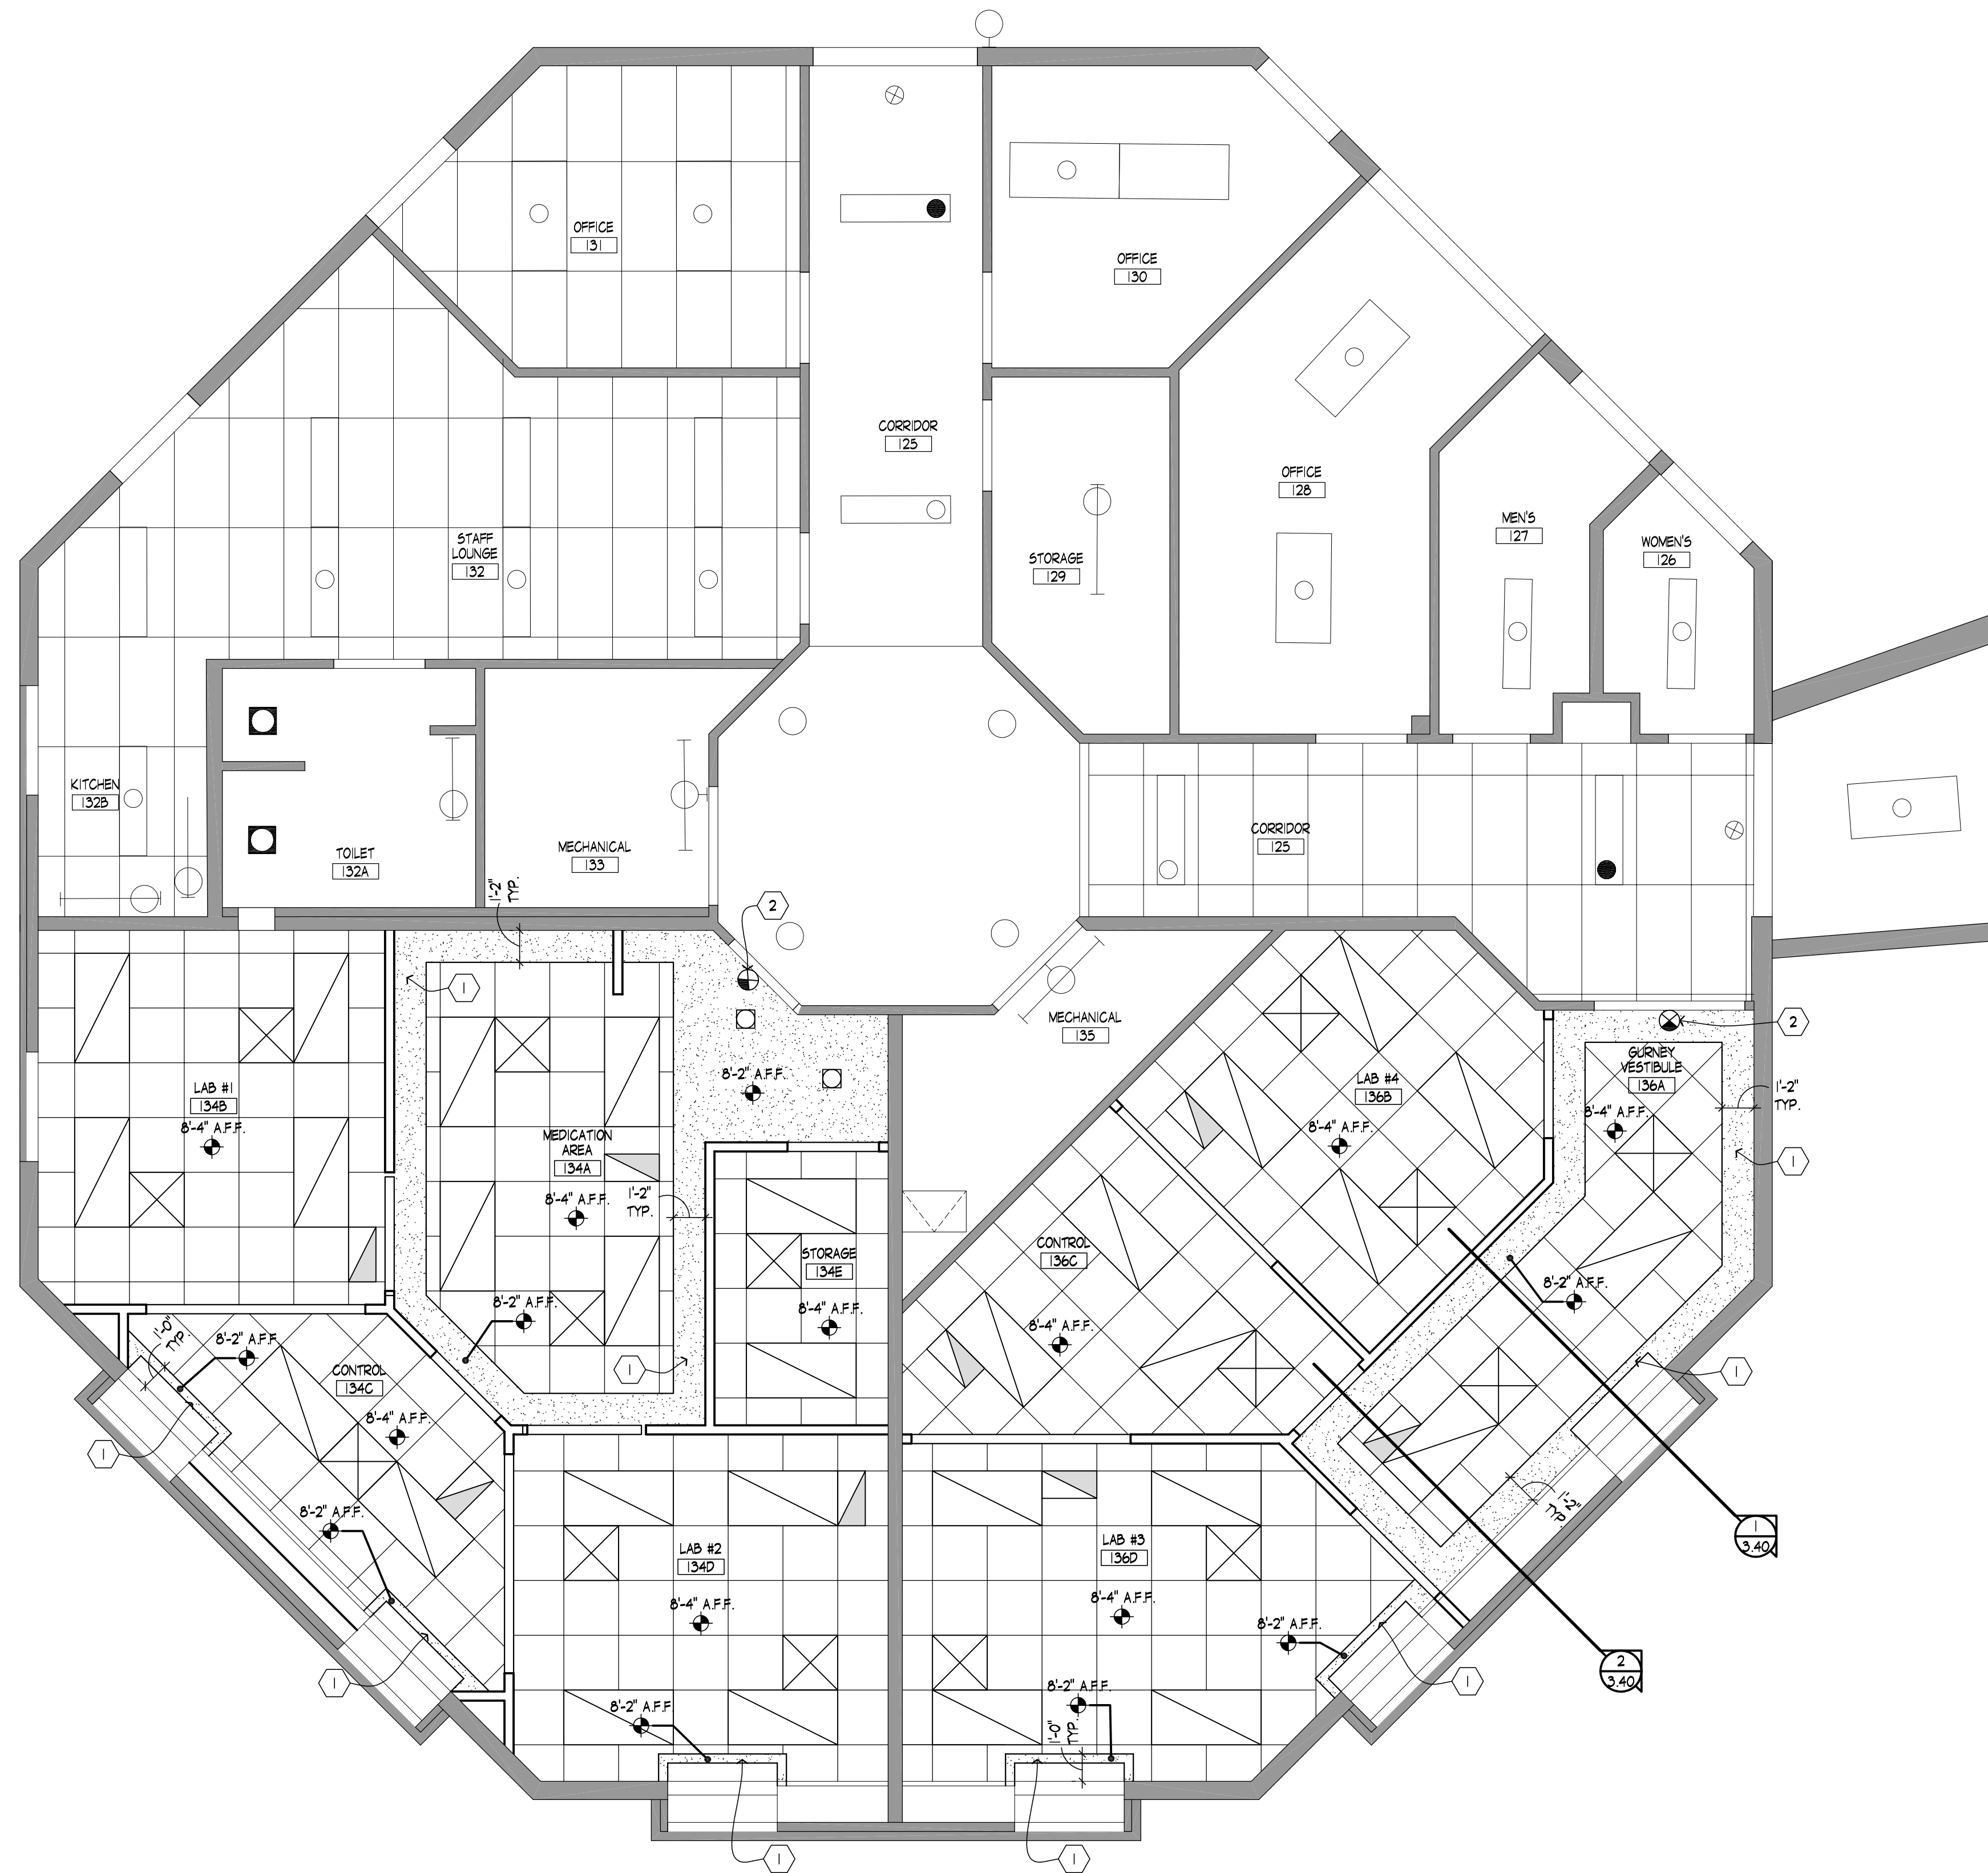 OFFICE
131
OFFICE
130
CORRIDOR
125
OFFICE
128
STAFF
LOUNGE
132
STORAGE
129
MEN'S
127
WOMEN'S
126
KITCHEN
132B
TOILET
132A
MECHANICAL
133
CORRIDOR
125
1'-2"
TYP.
2
1
MECHANICAL
135
2
LAB #1
134B
8'-4" A.F.F.
8'-2" A.F.F.
LAB #4
136B
8'-4" A.F.F.
GURNEY
VESTIBULE
136A
8'-4" A.F.F.
1'-2"
TYP.
1
MEDICATION
AREA
134A
8'-4" A.F.F.
1'-2"
TYP.
STORAGE
134E
8'-4" A.F.F.
CONTROL
136C
8'-4" A.F.F.
8'-2" A.F.F.
8'-2" A.F.F.
1
1
1'-0"
TYP.
8'-2" A.F.F.
CONTROL
134C
8'-4" A.F.F.
1
8'-2" A.F.F.
1'-2"
TYP.
1
3.40
LAB #2
134D
8'-4" A.F.F.
LAB #3
136D
8'-4" A.F.F.
8'-2" A.F.F.
2
3.40
1
1
8'-2" A.F.F.
8'-2" A.F.F.
1'-0"
TYP.
1
1